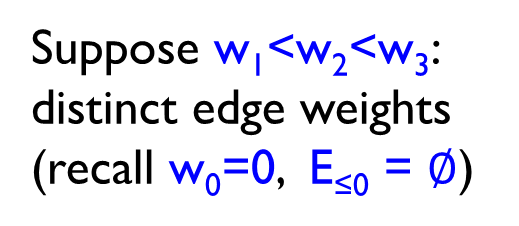 Suppose w₁<w₂<w₃:
distinct edge weights
(recall w₀=0, E≤₀ = ∅)